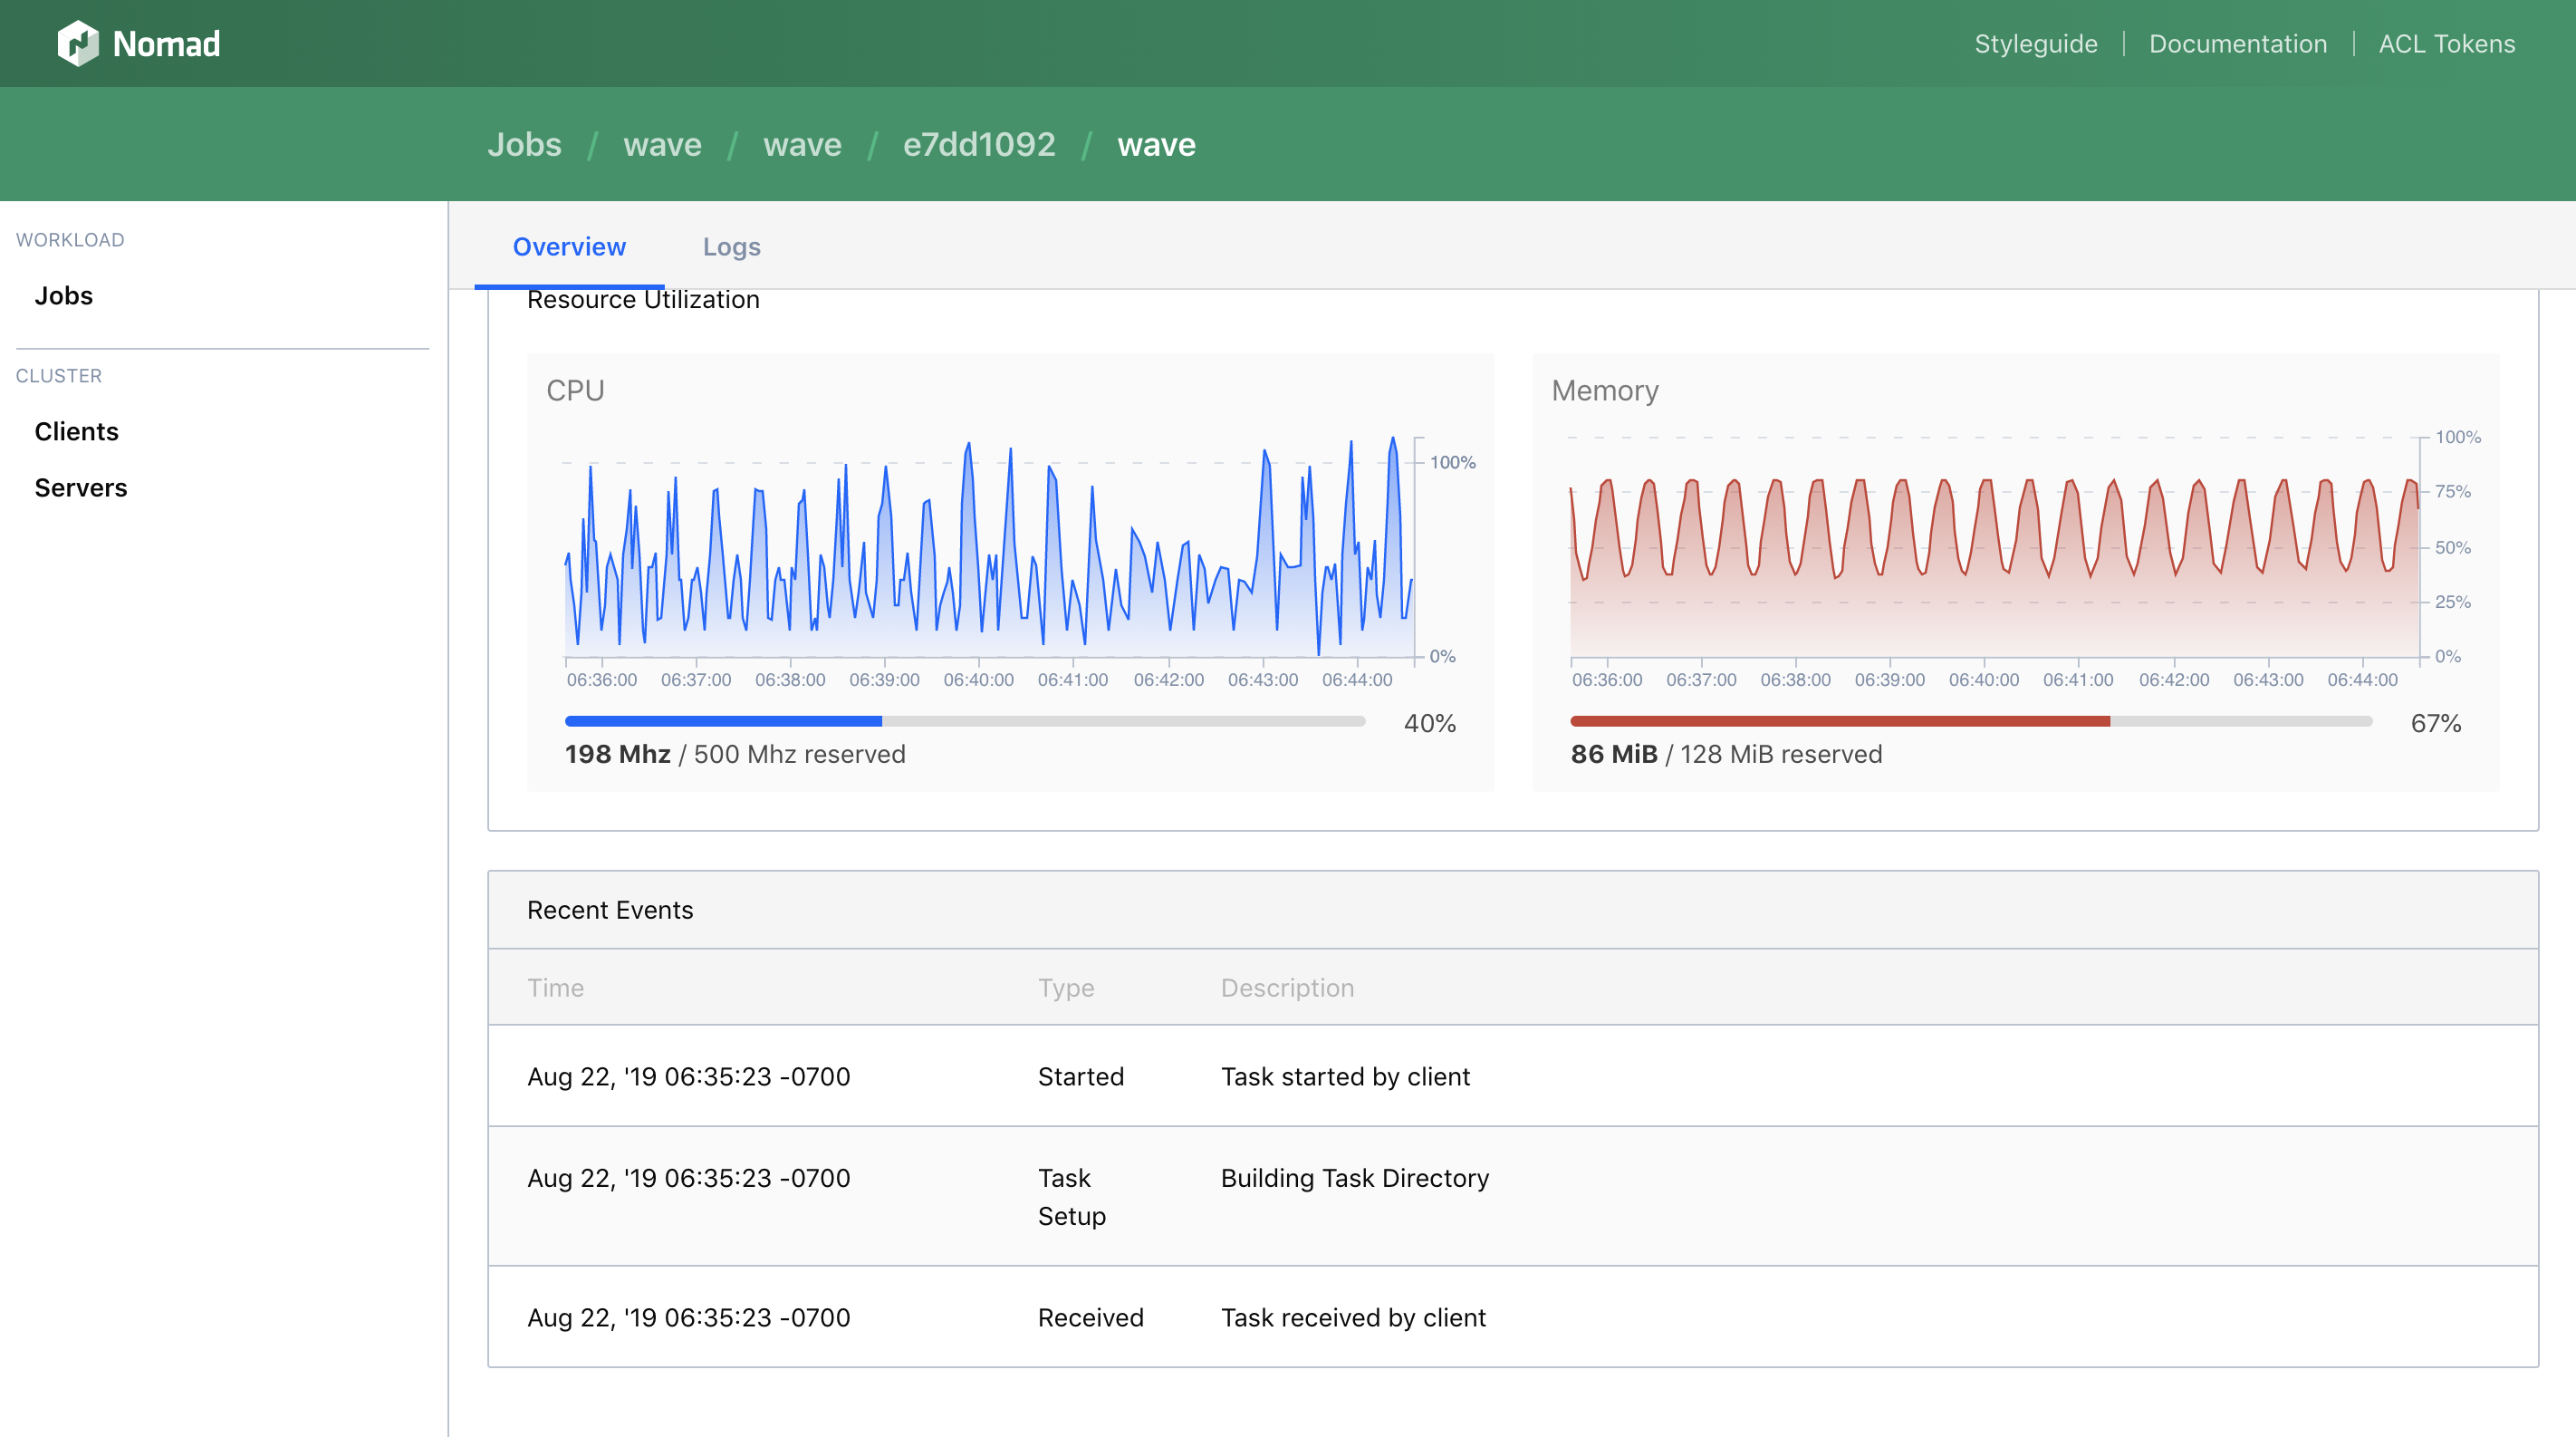 Nomad
Styleguide | Documentation | ACL Tokens
Jobs / wave / wave / e7dd1092 / wave
WORKLOAD
Jobs
CLUSTER
Clients
Servers
Overview Logs
Resource Utilization
CPU
100%
0%
06:36:00 06:37:00 06:38:00 06:39:00 06:40:00 06:41:00 06:42:00 06:43:00 06:44:00
40%
198 Mhz / 500 Mhz reserved
Memory
100%
75%
50%
25%
0%
06:36:00 06:37:00 06:38:00 06:39:00 06:40:00 06:41:00 06:42:00 06:43:00 06:44:00
67%
86 MiB / 128 MiB reserved
Recent Events
Time Type Description
Aug 22, '19 06:35:23 -0700 Started Task started by client
Aug 22, '19 06:35:23 -0700 Task Setup Building Task Directory
Aug 22, '19 06:35:23 -0700 Received Task received by client